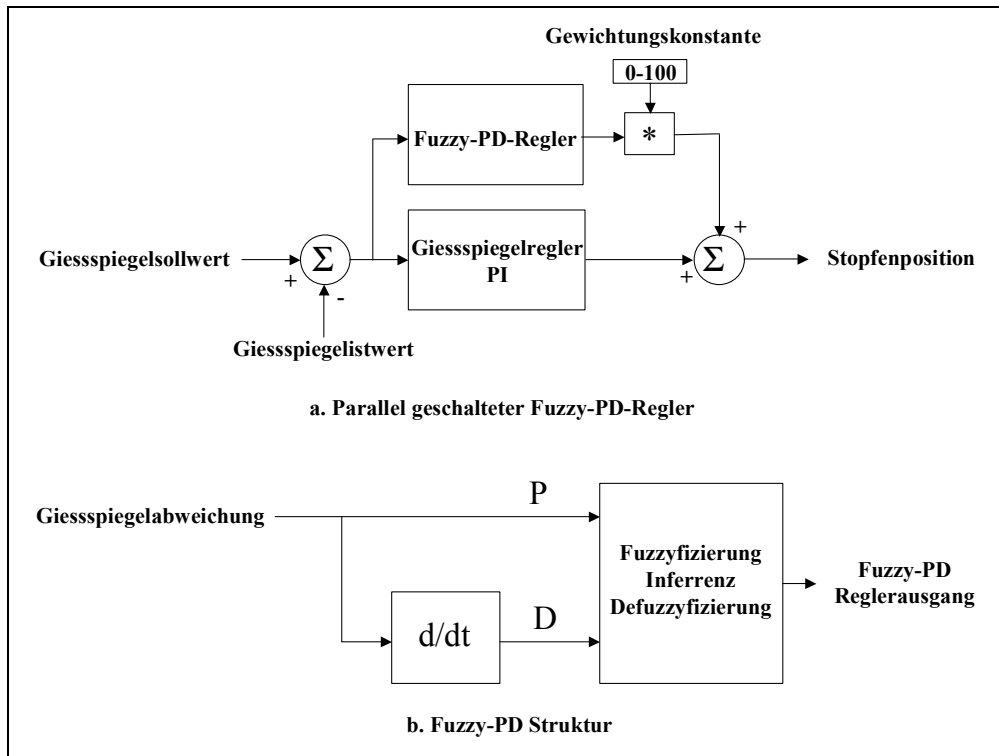 Gewichtungskonstante
0-100
Fuzzy-PD-Regler
*
+
Giessspiegelsollwert
Σ
Giessspiegelregler
PI
Σ
Stopfenposition
+
+
-
Giessspiegelistwert
a. Parallel geschalteter Fuzzy-PD-Regler
P
Giessspiegelabweichung
Fuzzyfizierung
Inferrenz
Defuzzyfizierung
Fuzzy-PD
Reglerausgang
D
d/dt
b. Fuzzy-PD Struktur